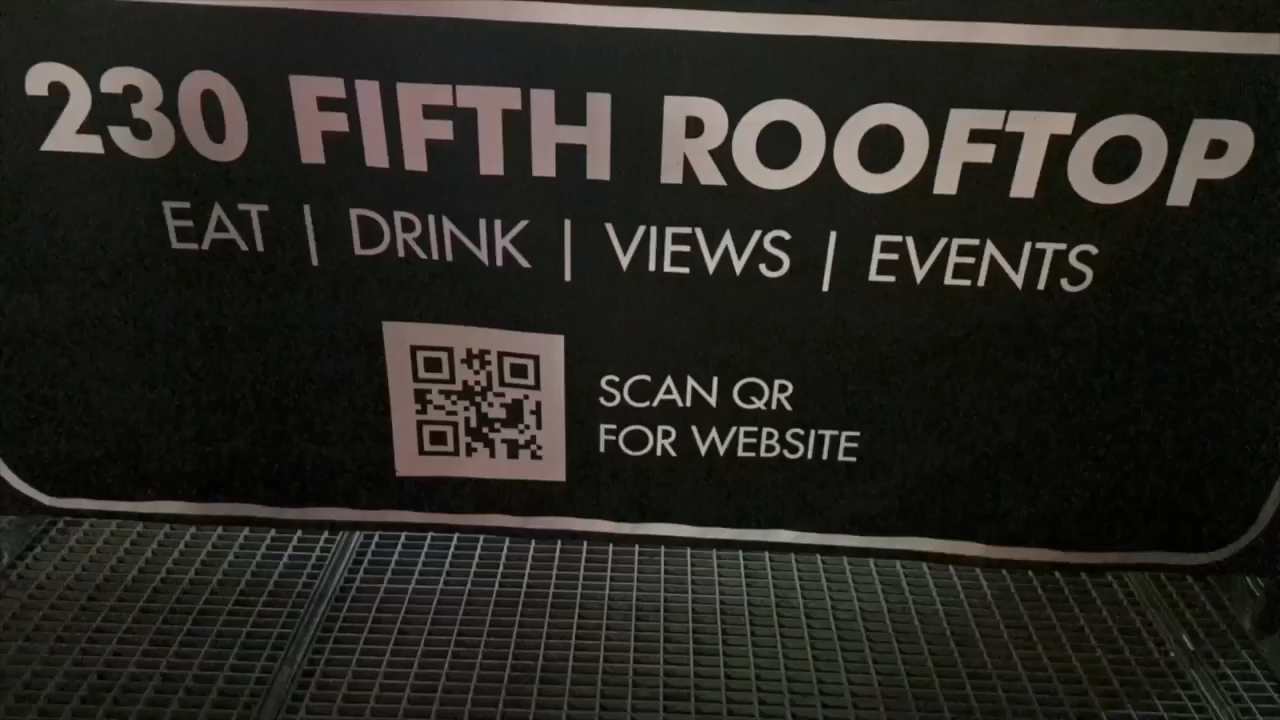 230 FIFTH ROOFTOP
EAT | DRINK | VIEWS | EVENTS
SCAN QR
FOR WEBSITE